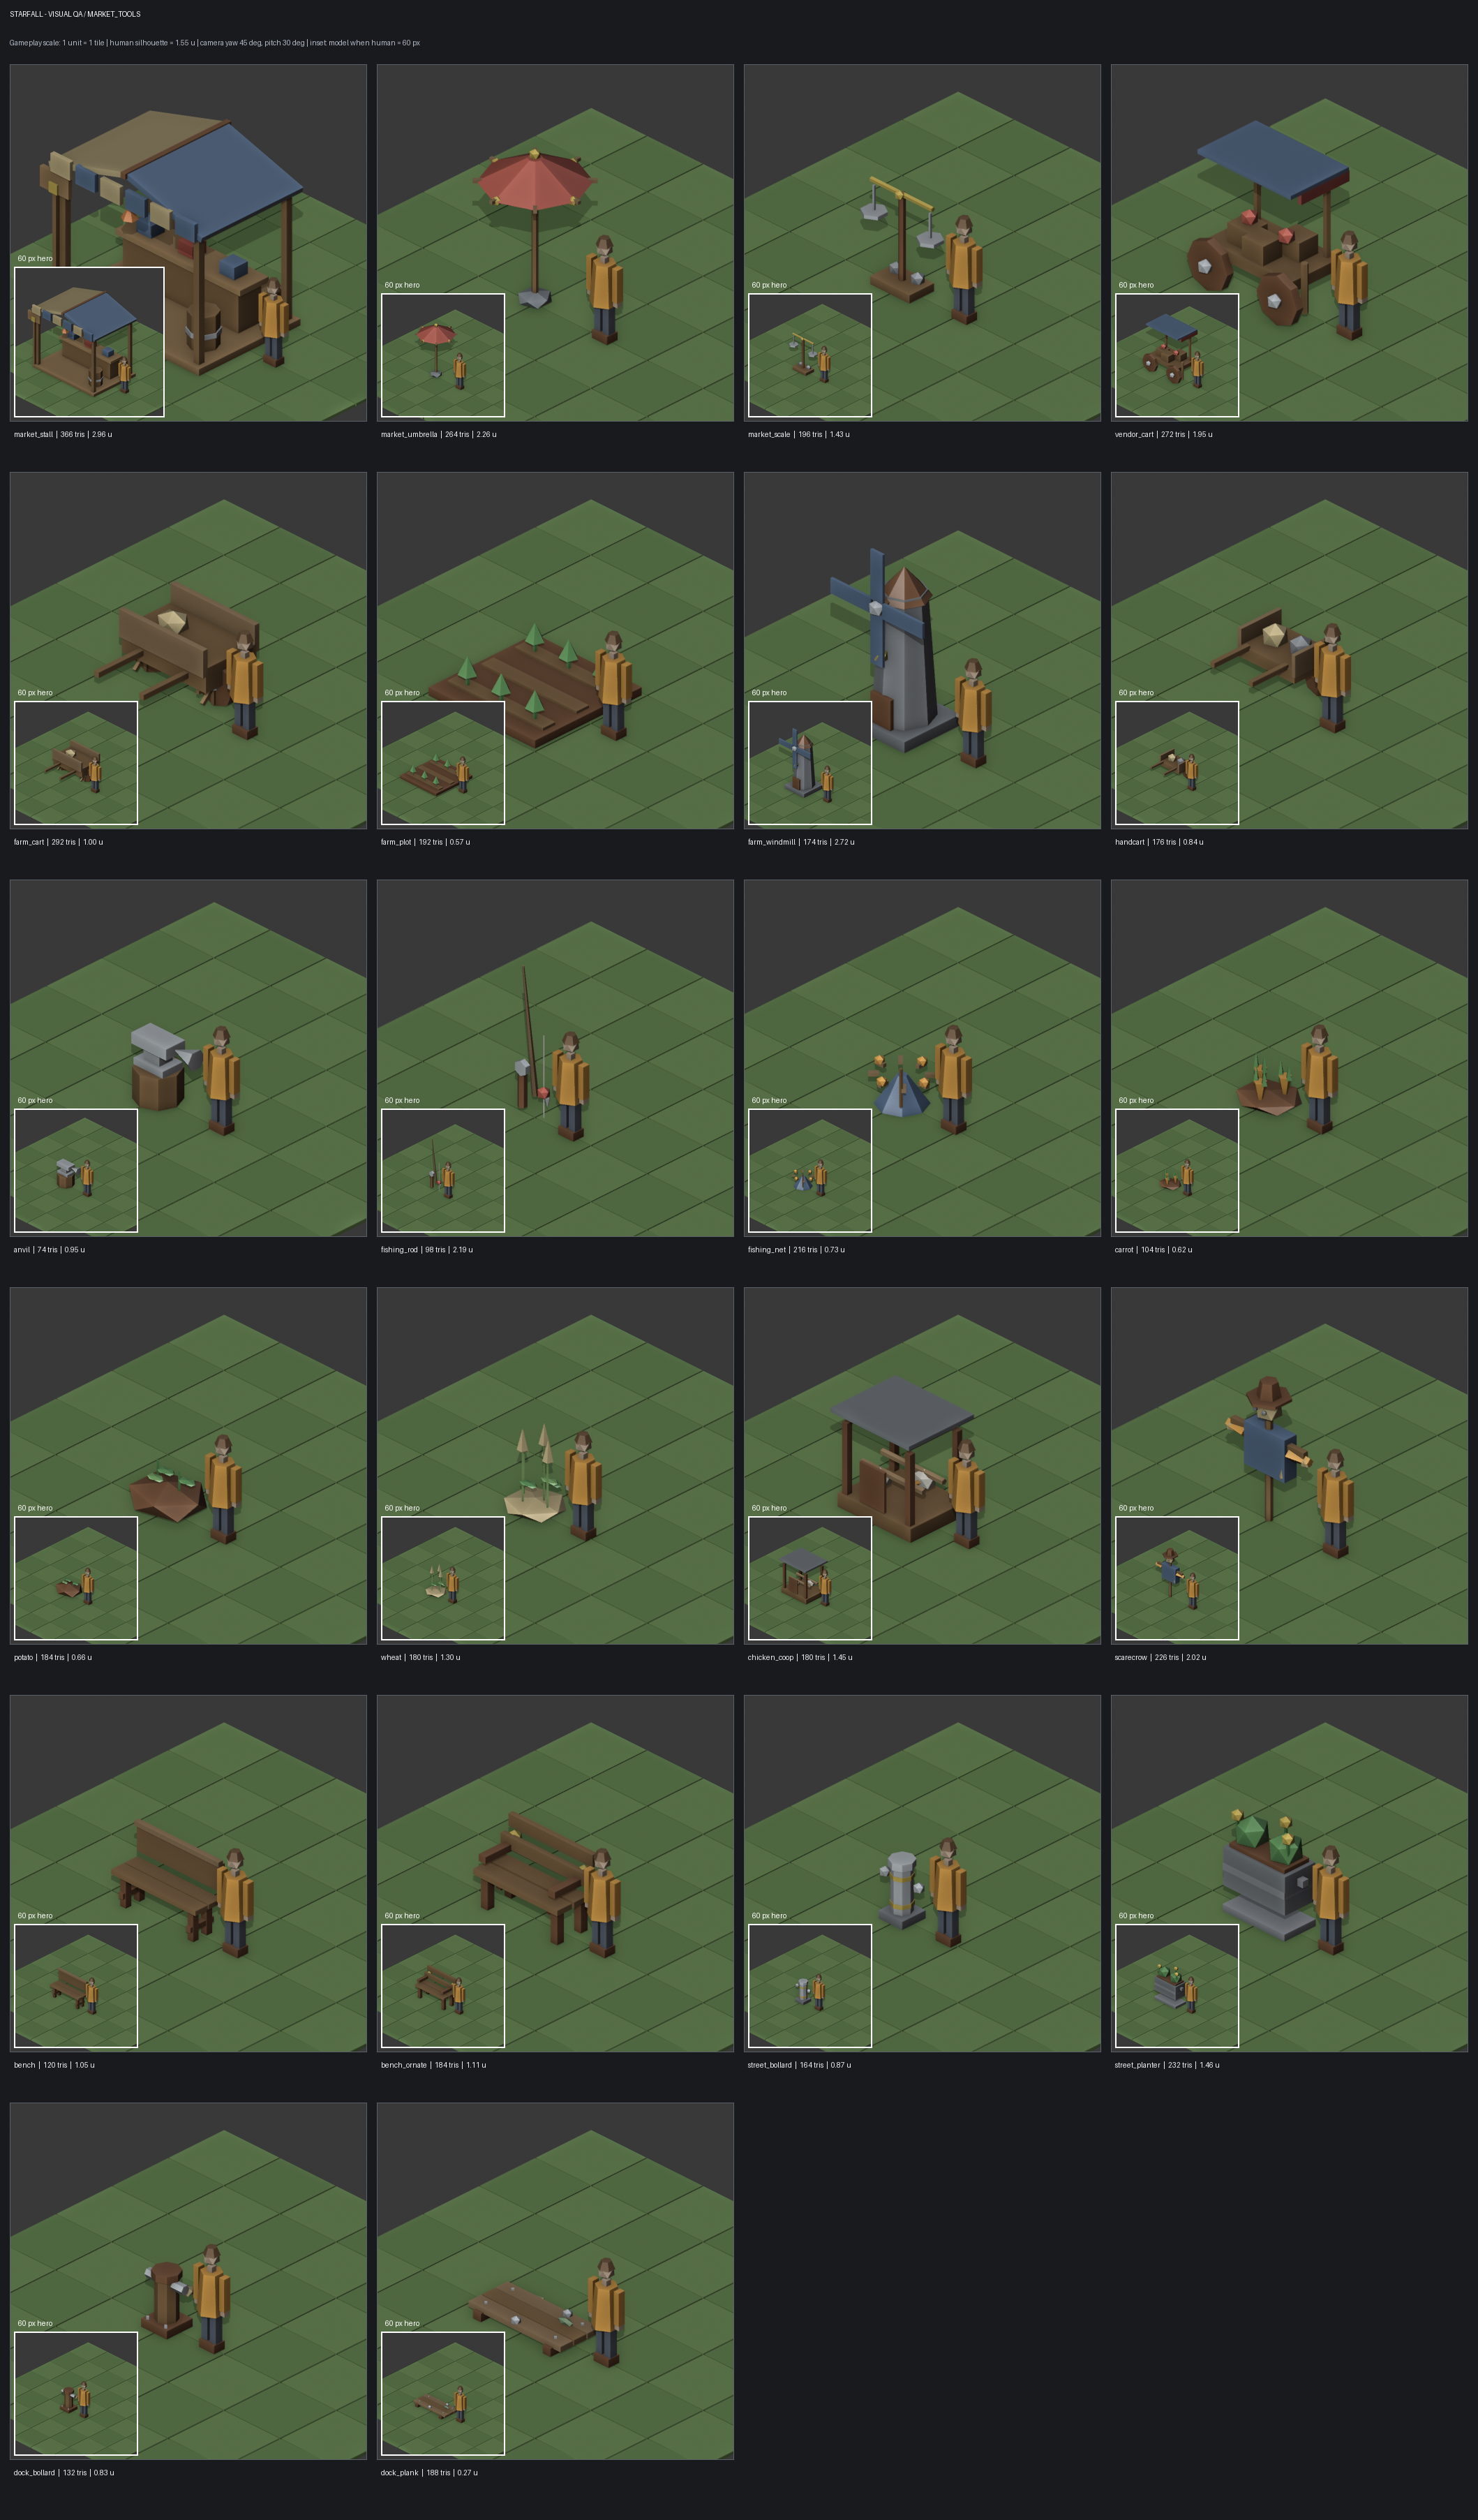 STARFALL - VISUAL QA / MARKET_TOOLS
Gameplay scale: 1 unit = 1 tile | human silhouette = 1.55 u | camera yaw 45 deg, pitch 30 deg | inset: model when human = 60 px
60 px hero
60 px hero
60 px hero
60 px hero
market_stall | 366 tris | 2.96 u
market_umbrella | 264 tris | 2.26 u
market_scale | 196 tris | 1.43 u
vendor_cart | 272 tris | 1.95 u
60 px hero
60 px hero
60 px hero
60 px hero
farm_cart | 292 tris | 1.00 u
farm_plot | 192 tris | 0.57 u
farm_windmill | 174 tris | 2.72 u
handcart | 176 tris | 0.84 u
60 px hero
60 px hero
60 px hero
60 px hero
anvil | 74 tris | 0.95 u
fishing_rod | 98 tris | 2.19 u
fishing_net | 216 tris | 0.73 u
carrot | 104 tris | 0.62 u
60 px hero
60 px hero
60 px hero
60 px hero
potato | 184 tris | 0.66 u
wheat | 180 tris | 1.30 u
chicken_coop | 180 tris | 1.45 u
scarecrow | 226 tris | 2.02 u
60 px hero
60 px hero
60 px hero
60 px hero
bench | 120 tris | 1.05 u
bench_ornate | 184 tris | 1.11 u
street_bollard | 164 tris | 0.87 u
street_planter | 232 tris | 1.46 u
60 px hero
60 px hero
dock_bollard | 132 tris | 0.83 u
dock_plank | 188 tris | 0.27 u